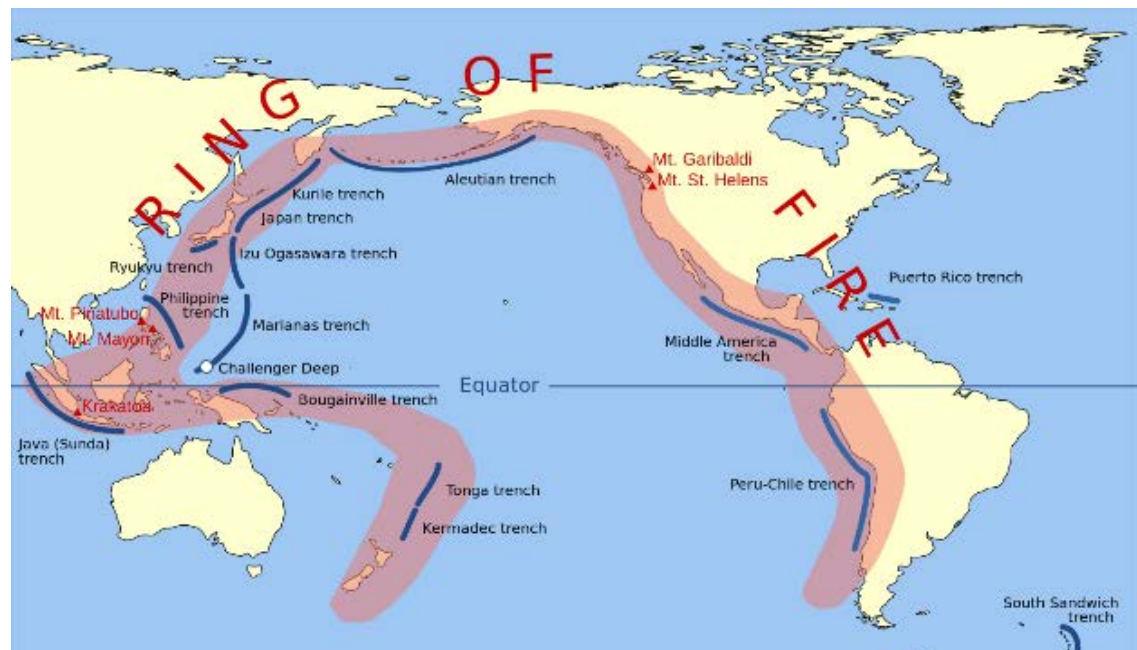 RING OF FIRE
Mt. Garibaldi
Mt. St. Helens
Aleutian trench
Kurile trench
Japan trench
Izu Ogasawara trench
Ryukyu trench
Puerto Rico trench
Philippine
trench
Mt. Pinatubo
Mt. Mayon
Marianas trench
Middle America
trench
Challenger Deep
Equator
Bougainville trench
Krakatoa
Java (Sunda)
trench
Peru-Chile trench
Tonga trench
Kermadec trench
South Sandwich
trench